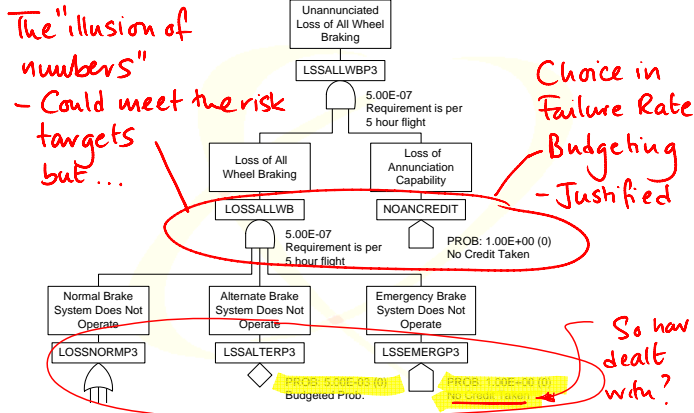 The "illusion of
numbers"
- Could meet the risk
targets
but ...
Unannunciated
Loss of All Wheel
Braking
LSSALLWBP3
5.00E-07
Requirement is per
5 hour flight
Choice in
Failure Rate
Budgeting
- Justified
Loss of All
Wheel Braking
LOSSALLWB
5.00E-07
Requirement is per
5 hour flight
Loss of
Annunciation
Capability
NOANCREDIT
PROB: 1.00E+00 (0)
No Credit Taken
Normal Brake
System Does Not
Operate
LOSSNORMP3
Alternate Brake
System Does Not
Operate
LSSALTERP3
PROB: 5.00E-03 (0)
Budgeted Prob.
Emergency Brake
System Does Not
Operate
LSSEMERGP3
PROB: 1.00E+00 (0)
No Credit Taken
So how
dealt
with?